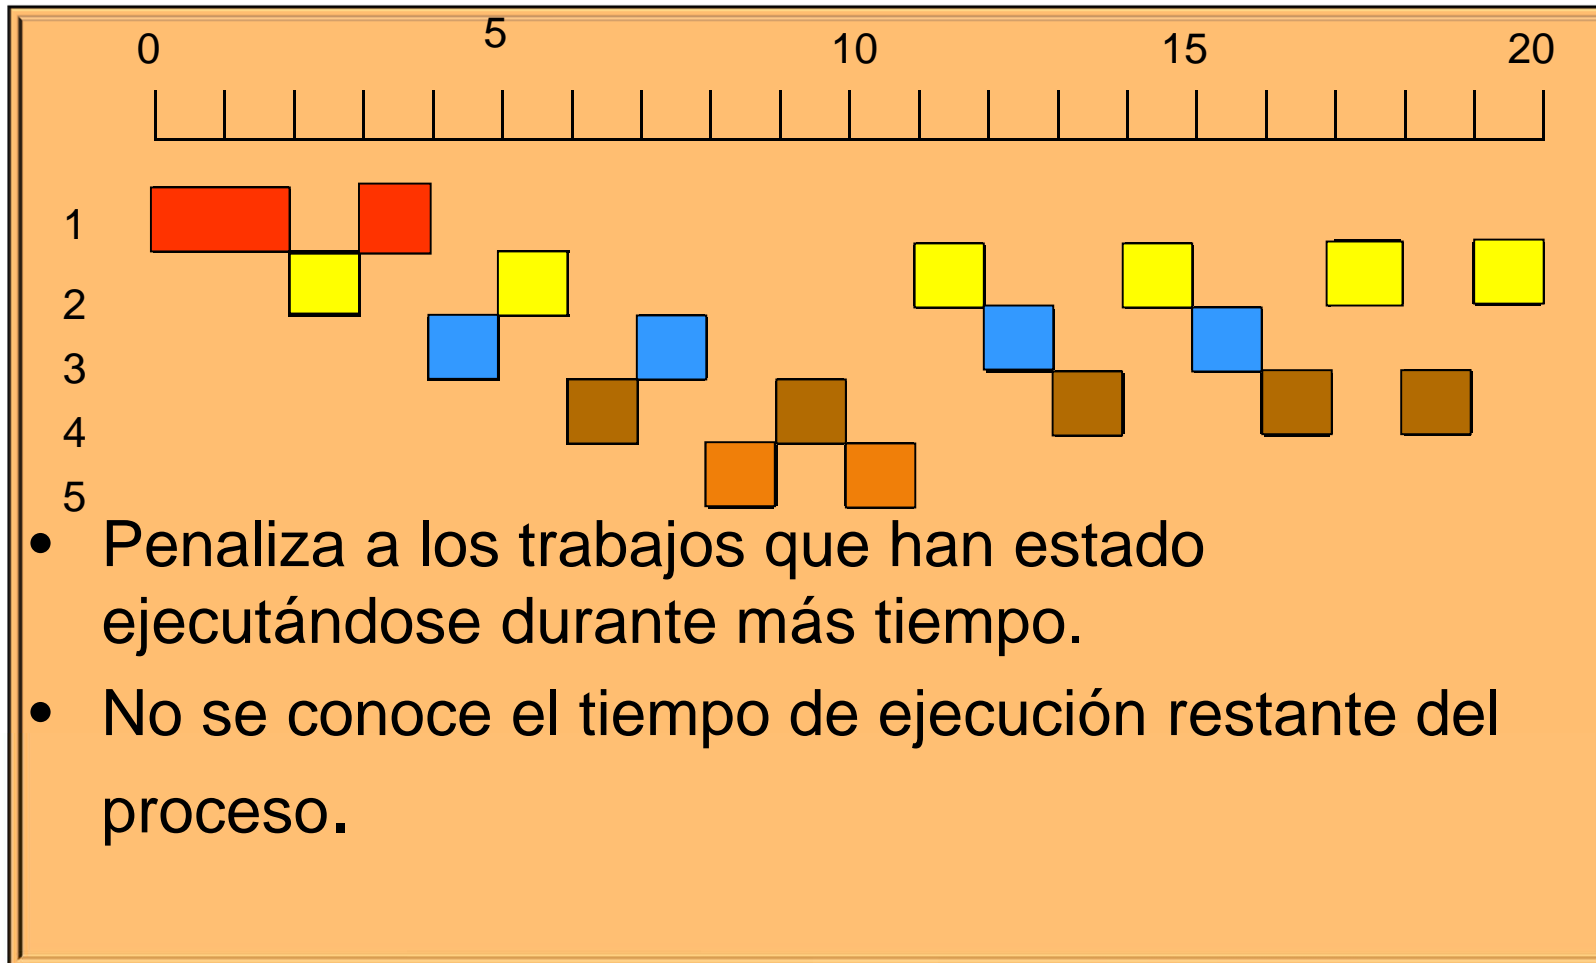 0 5 10 15 20
1
2
3
4
5
• Penaliza a los trabajos que han estado
ejecutándose durante más tiempo.
• No se conoce el tiempo de ejecución restante del
proceso.